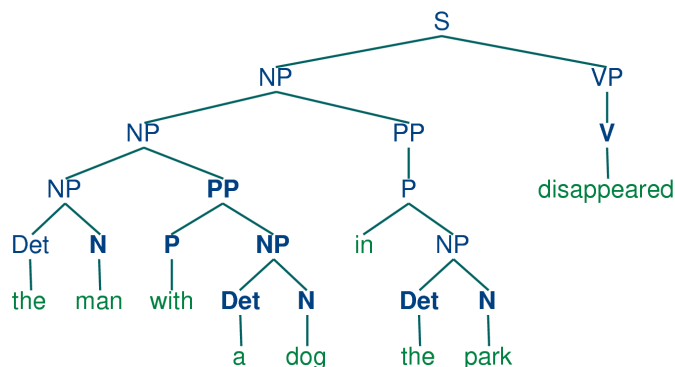 S
NP VP
NP PP V
NP PP P disappeared
Det N P NP in NP
the man with Det N Det N
a dog the park